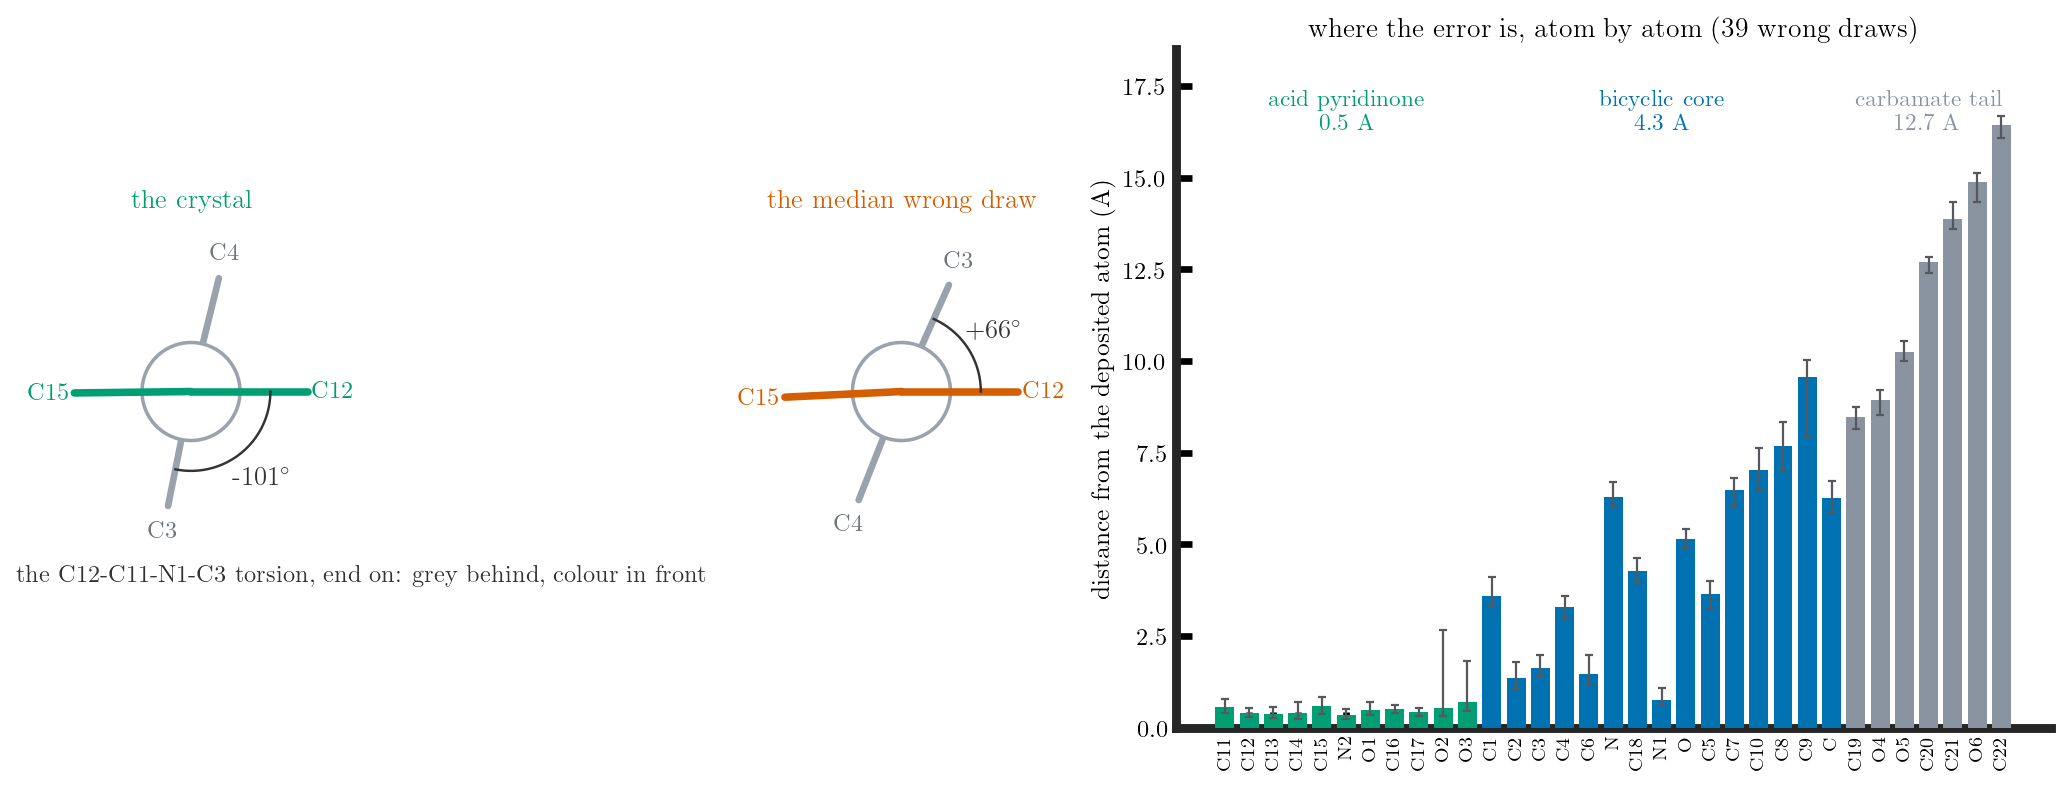 the crystal
C4
C15
C12
-101°
C3
the median wrong draw
C3
+66°
C15
C12
C4
the C12-C11-N1-C3 torsion, end on: grey behind, colour in front
where the error is, atom by atom (39 wrong draws)
distance from the deposited atom (A)
17.5
15.0
12.5
10.0
7.5
5.0
2.5
0.0
acid pyridinone
0.5 A
bicyclic core
4.3 A
carbamate tail
12.7 A
C11
C12
C13
C14
C15
N2
O1
C16
C17
O2
O3
C1
C2
C3
C4
C6
N
C18
N1
O
C5
C7
C10
C8
C9
C
C19
O4
O5
C20
C21
O6
C22